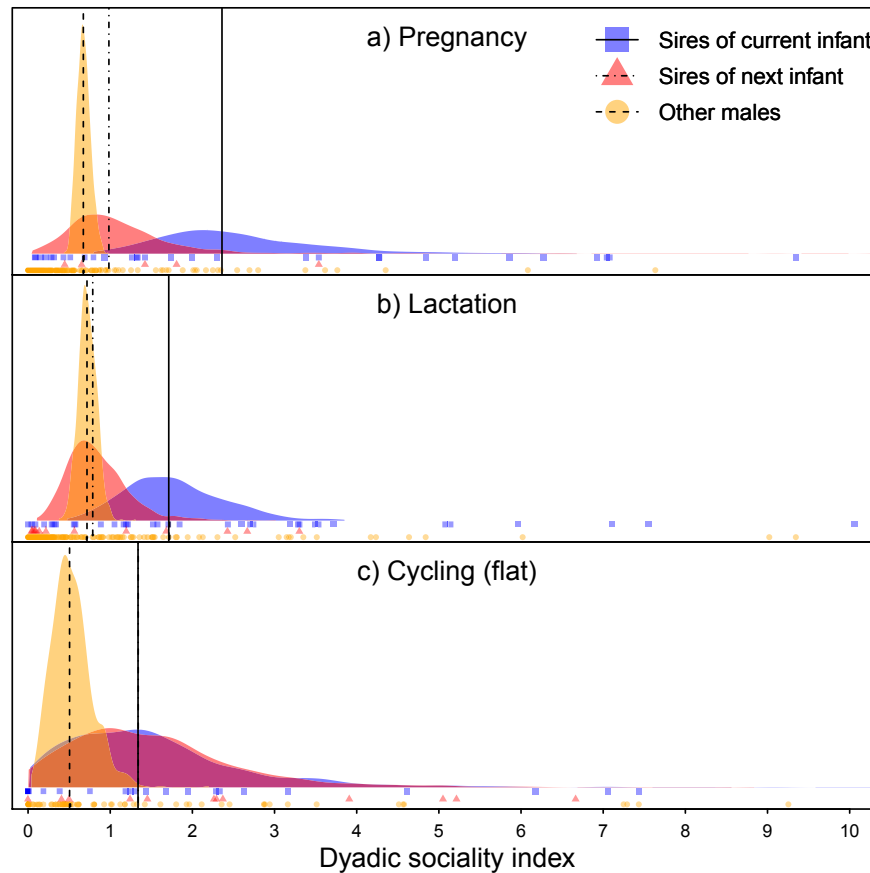 a) Pregnancy
Sires of current infant
Sires of next infant
Other males
b) Lactation
c) Cycling (flat)
0 1 2 3 4 5 6 7 8 9 10
Dyadic sociality index